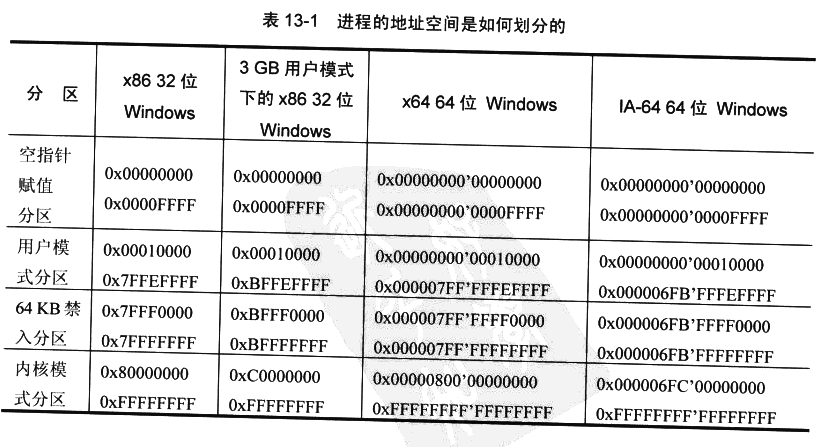 表 13-1 进程的地址空间是如何划分的
分 区
x86 32 位
Windows
3 GB 用户模式
下的 x86 32 位
Windows
x64 64 位 Windows
IA-64 64 位 Windows
空指针
赋值
分区
0x00000000
0x0000FFFF
0x00000000
0x0000FFFF
0x00000000'00000000
0x00000000'0000FFFF
0x00000000'00000000
0x00000000'0000FFFF
用户模
式分区
0x00010000
0x7FFEFFFF
0x00010000
0xBFFEFFFF
0x00000000'00010000
0x000007FF'FFFEFFFF
0x00000000'00010000
0x000006FB'FFFEFFFF
64 KB 禁
入分区
0x7FFF0000
0x7FFFFFFF
0xBFFF0000
0xBFFFFFFF
0x000007FF'FFFF0000
0x000007FF'FFFFFFFF
0x000006FB'FFFF0000
0x000006FB'FFFFFFFF
内核模
式分区
0x80000000
0xFFFFFFFF
0xC0000000
0xFFFFFFFF
0x00000800'00000000
0xFFFFFFFF'FFFFFFFF
0x000006FC'00000000
0xFFFFFFFF'FFFFFFFF